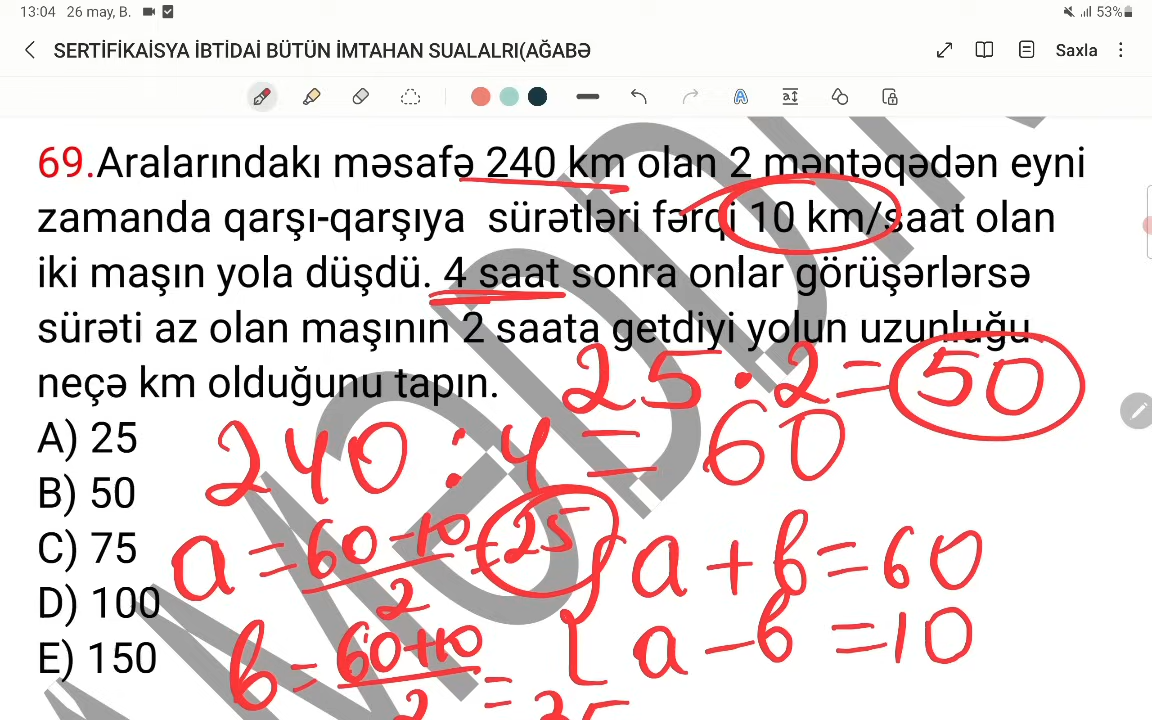 13:04 26 may, B. 53%
SERTİFİKAİSYA İBTİDAİ BÜTÜN İMTAHAN SUALALRI(AĞABƏ Saxla
69.Aralarındakı məsafə 240 km olan 2 məntəqədən eyni
zamanda qarşı-qarşıya sürətləri fərqi 10 km/saat olan
iki maşın yola düşdü. 4 saat sonra onlar görüşərlərsə
sürəti az olan maşının 2 saata getdiyi yolun uzunluğu
neçə km olduğunu tapın.
25·2=50
A) 25
240:4=60
B) 50
C) 75
a=60-10/2=25
a+b=60
D) 100
a-b=10
E) 150
b=60+10/2=35